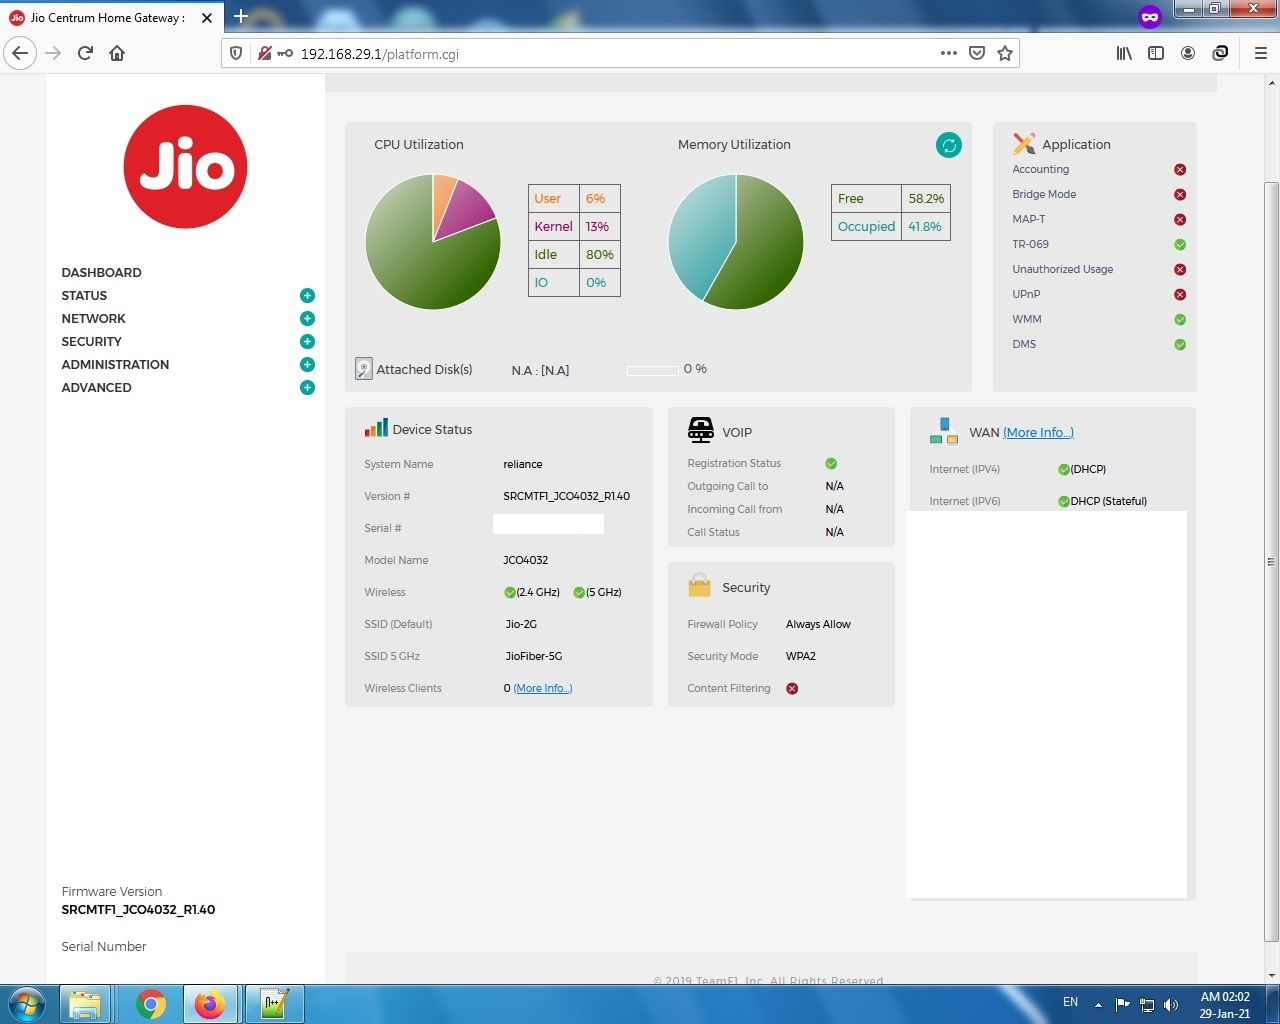 Jio Centrum Home Gateway :
192.168.29.1/platform.cgi
Jio
DASHBOARD
STATUS
NETWORK
SECURITY
ADMINISTRATION
ADVANCED
Firmware Version
SRCMTF1_JCO4032_R1.40
Serial Number
CPU Utilization
User 6%
Kernel 13%
Idle 80%
IO 0%
Memory Utilization
Free 58.2%
Occupied 41.8%
Attached Disk(s) N.A : [N.A] 0 %
Application
Accounting
Bridge Mode
MAP-T
TR-069
Unauthorized Usage
UPnP
WMM
DMS
Device Status
System Name reliance
Version # SRCMTF1_JCO4032_R1.40
Serial #
Model Name JCO4032
Wireless (2.4 GHz) (5 GHz)
SSID (Default) Jio-2G
SSID 5 GHz JioFiber-5G
Wireless Clients 0 (More Info...)
VOIP
Registration Status
Outgoing Call to N/A
Incoming Call from N/A
Call Status N/A
Security
Firewall Policy Always Allow
Security Mode WPA2
Content Filtering
WAN (More Info...)
Internet (IPV4) (DHCP)
Internet (IPV6) DHCP (Stateful)
© 2019 TeamF1, Inc. All Rights Reserved
EN
AM 02:02
29-Jan-21